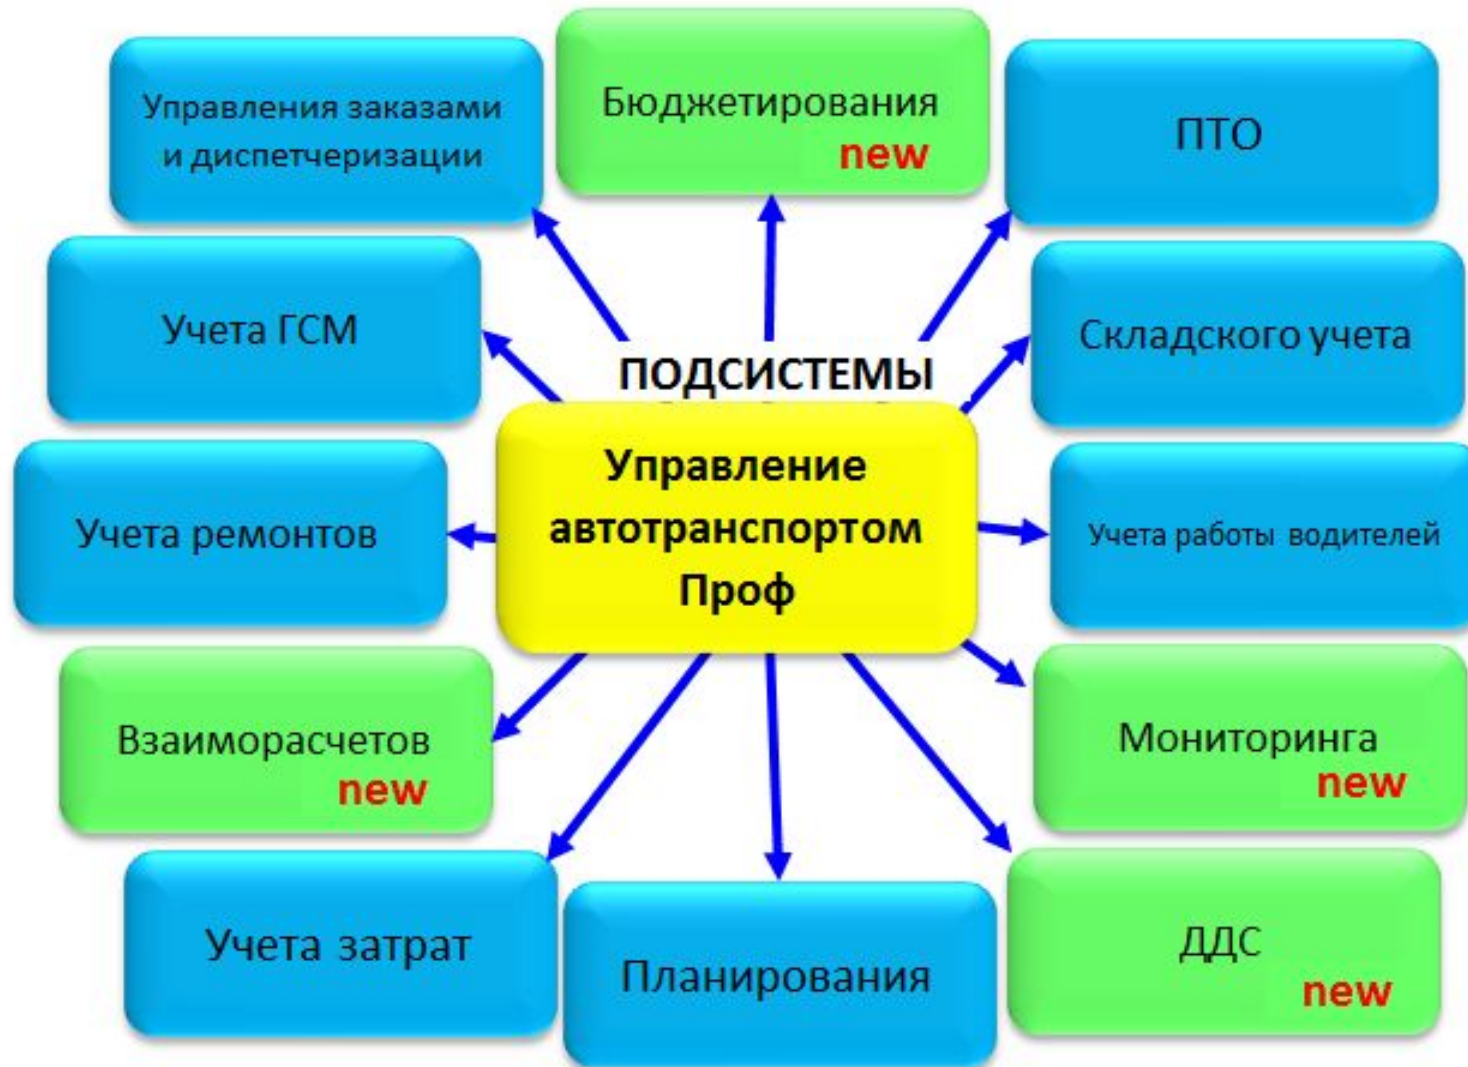 Управления заказами
и диспетчеризации
Бюджетирования
new
ПТО
Учета ГСМ
Складского учета
ПОДСИСТЕМЫ
Управление
автотранспортом
Проф
Учета ремонтов
Учета работы водителей
Взаиморасчетов
new
Мониторинга
new
Учета затрат
Планирования
ДДС
new